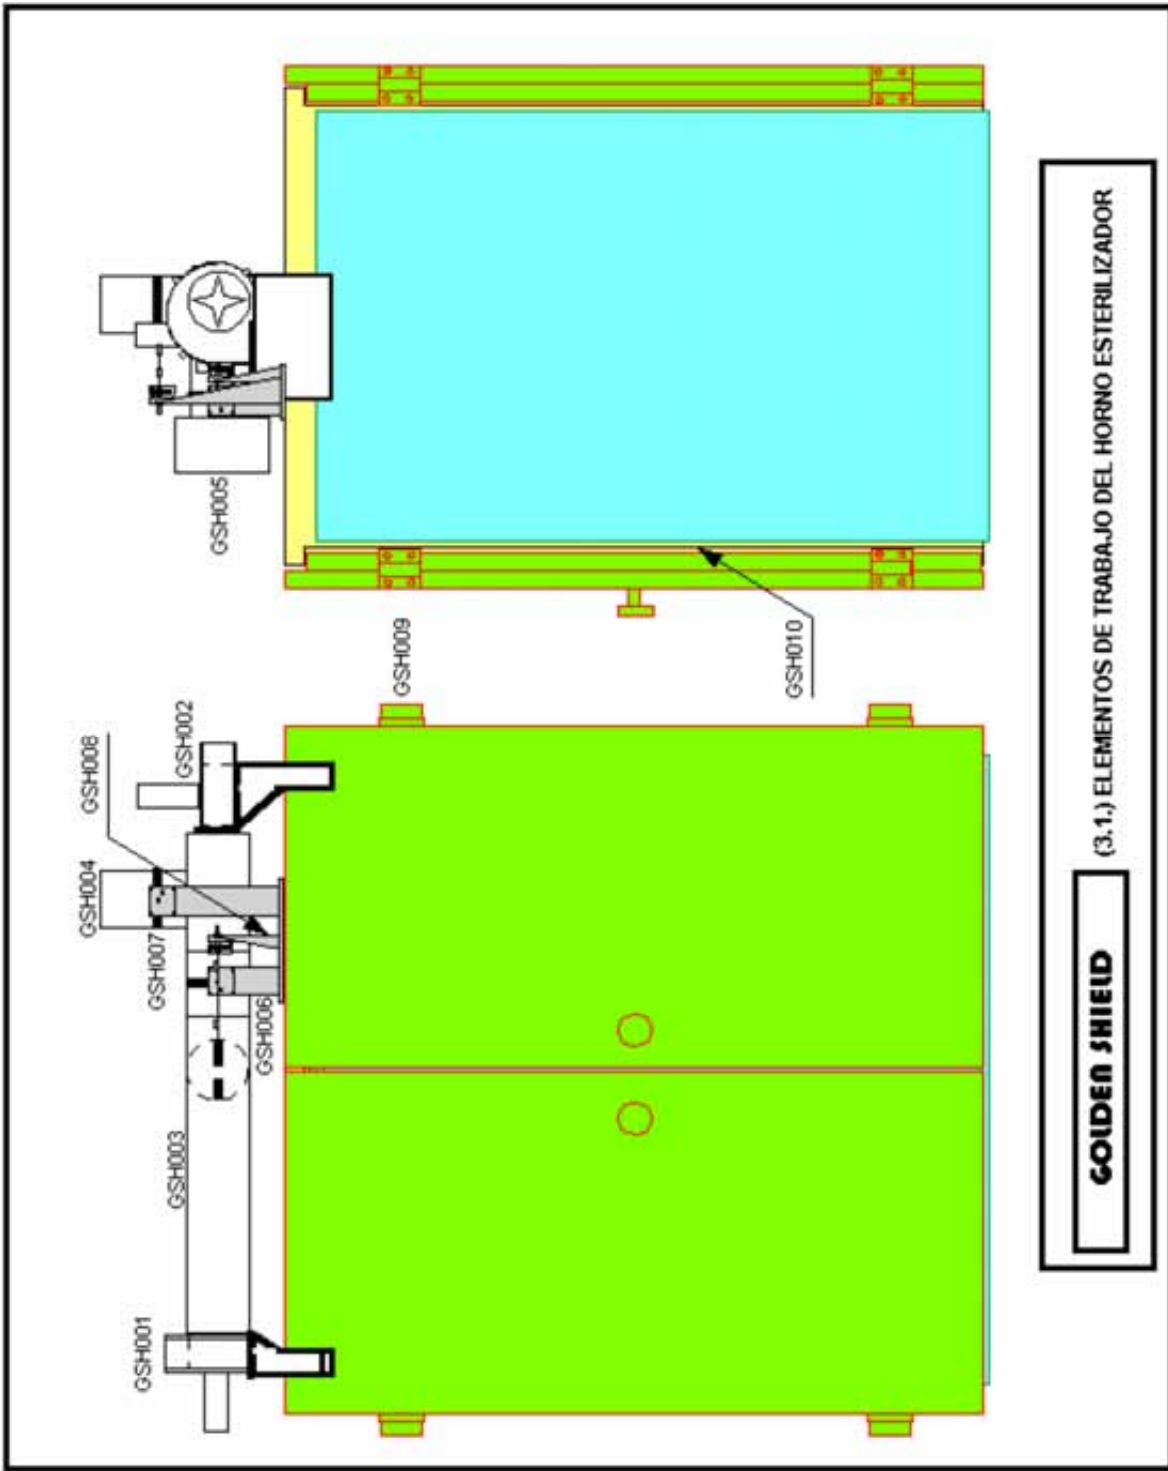 GSH001
GSH003
GSH006
GSH007
GSH004
GSH008
GSH002
GSH009
GSH005
GSH010
GOLDEN SHIELD
(3.1.) ELEMENTOS DE TRABAJO DEL HORNO ESTERILIZADOR